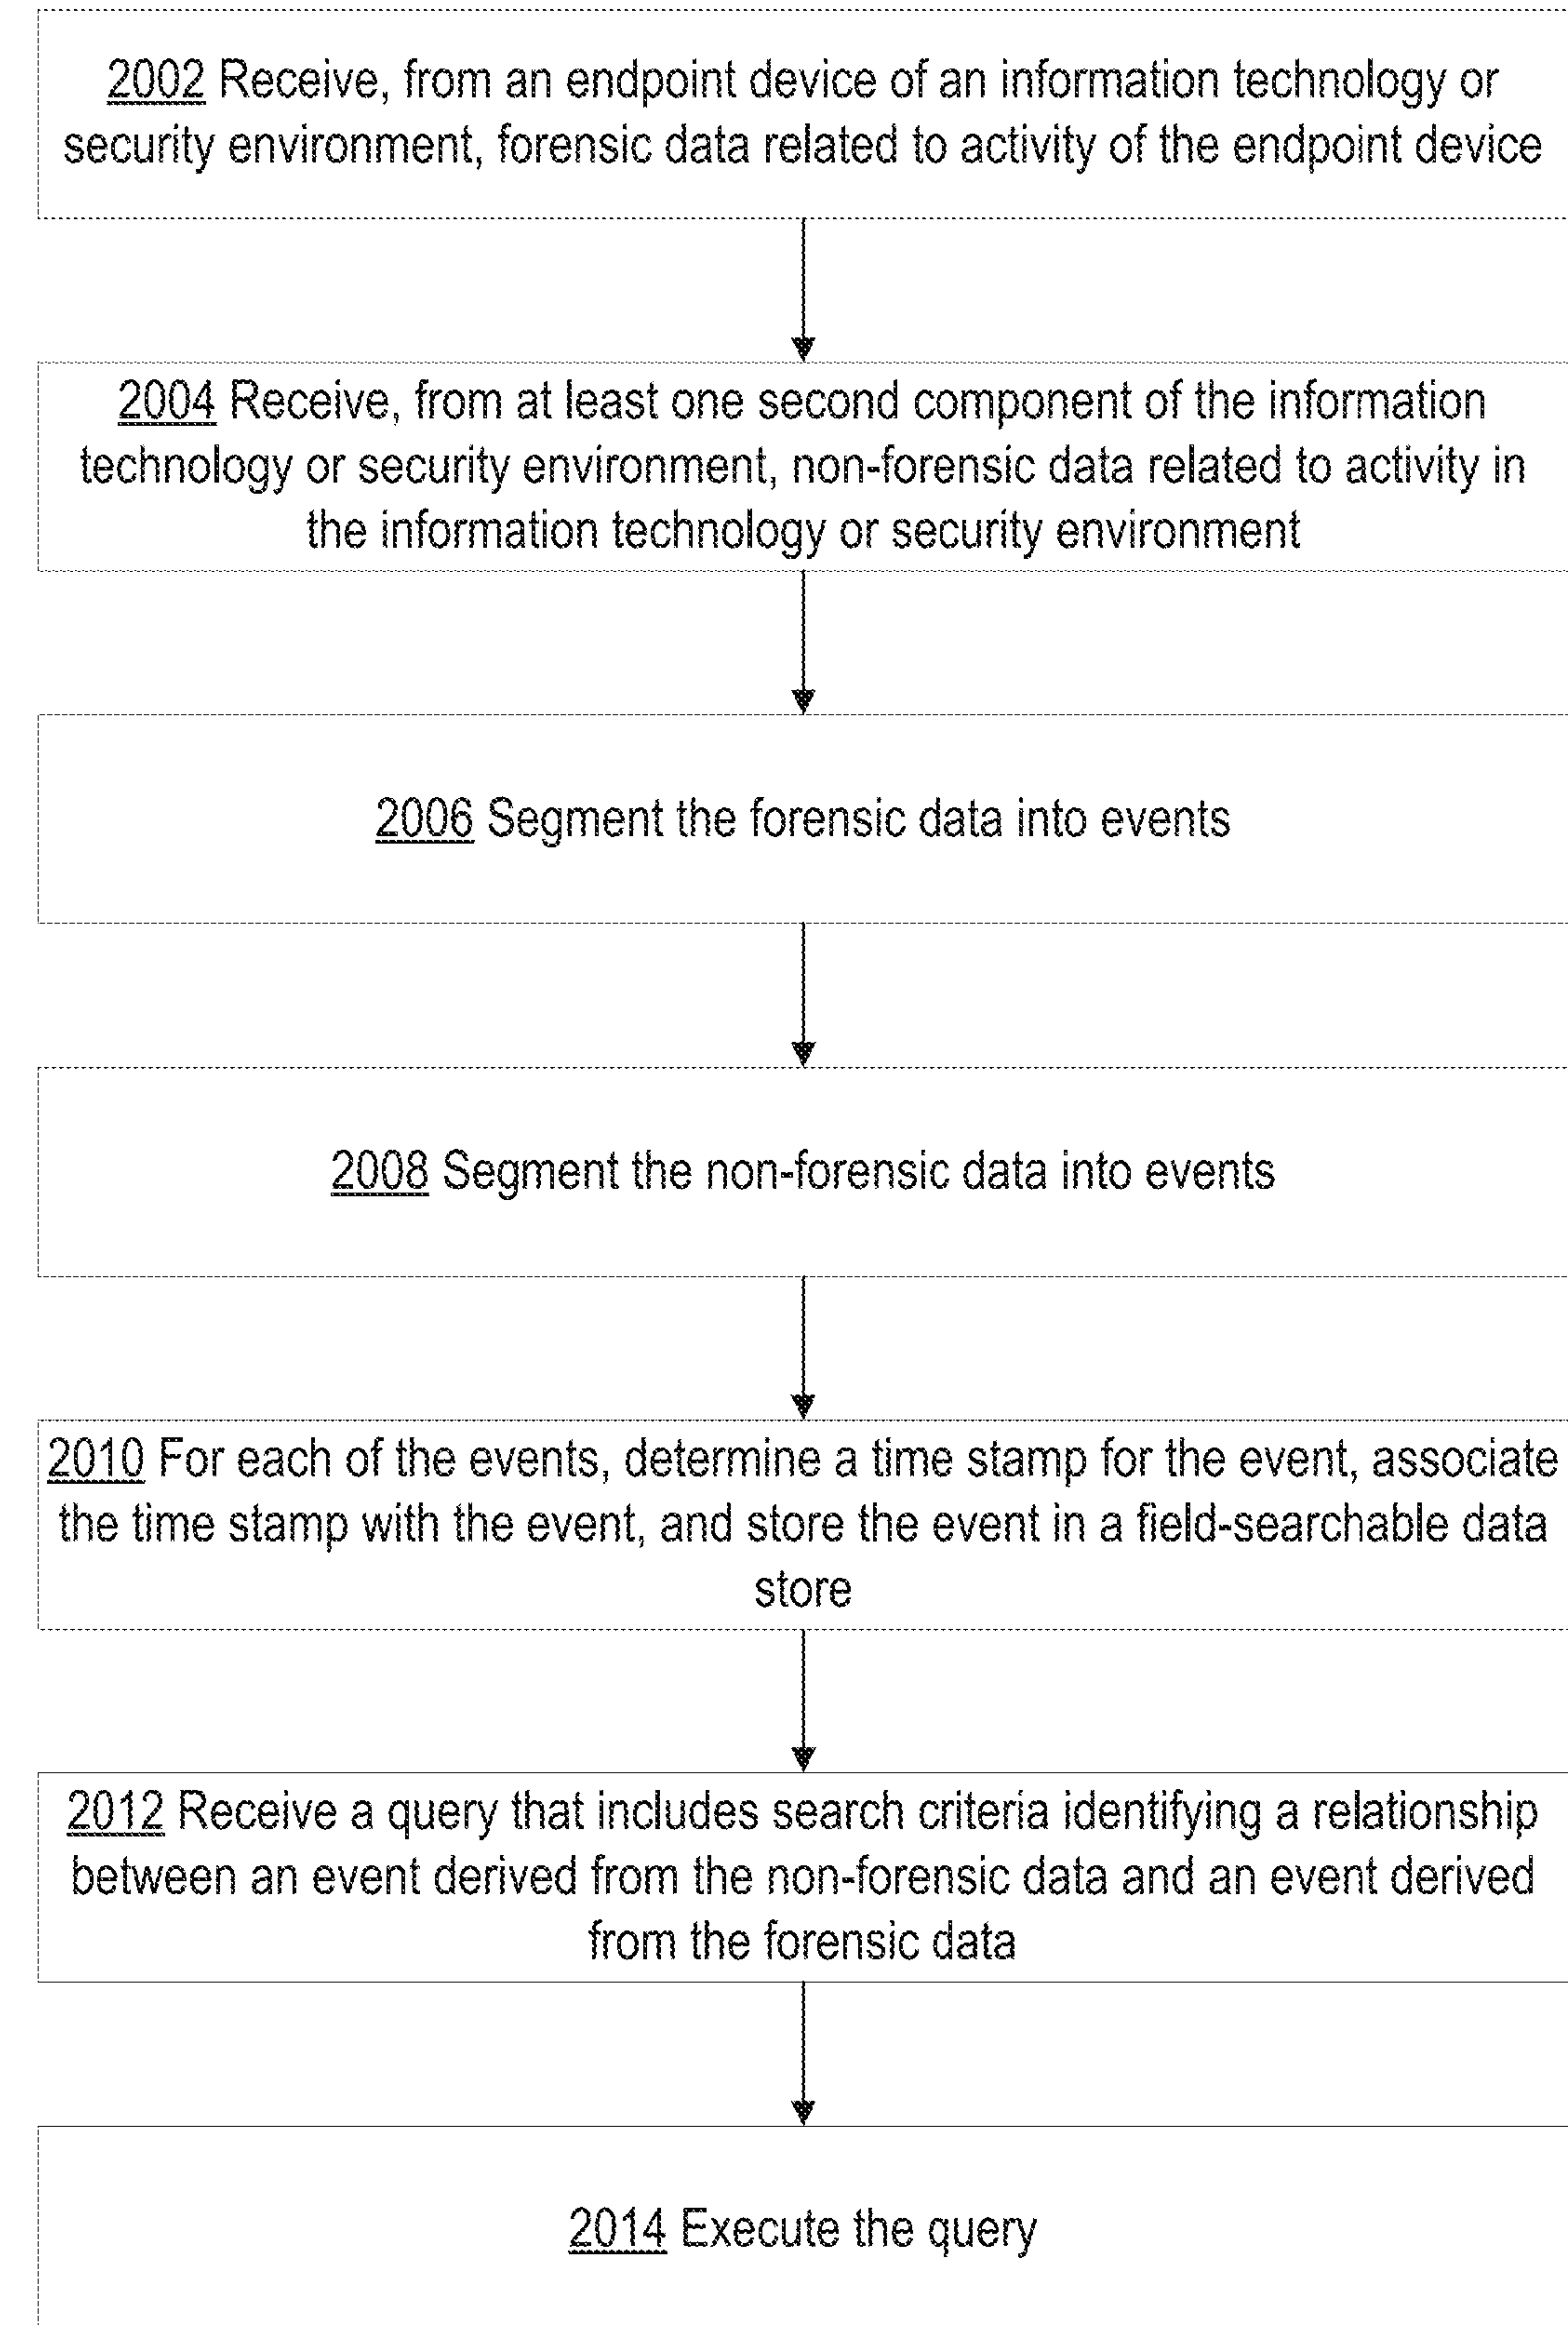 2002 Receive, from an endpoint device of an information technology or
security environment, forensic data related to activity of the endpoint device
2004 Receive, from at least one second component of the information
technology or security environment, non-forensic data related to activity in
the information technology or security environment
2006 Segment the forensic data into events
2008 Segment the non-forensic data into events
2010 For each of the events, determine a time stamp for the event, associate
the time stamp with the event, and store the event in a field-searchable data
store
2012 Receive a query that includes search criteria identifying a relationship
between an event derived from the non-forensic data and an event derived
from the forensic data
2014 Execute the query